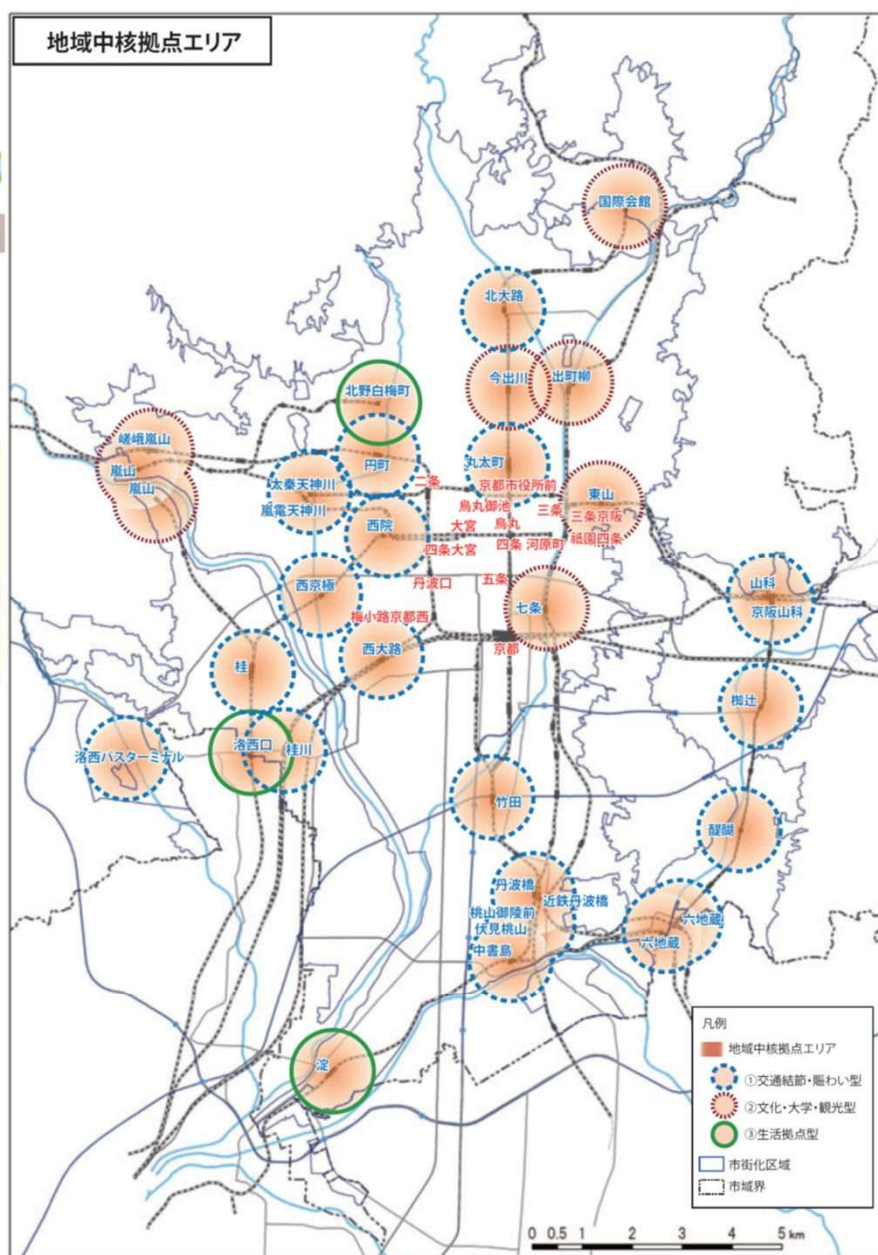 地域中核拠点エリア
国際会館
北大路
今出川
出町柳
北野白梅町
嵯峨嵐山
嵐山
嵐山
円町
丸太町
太秦天神川
二条
京都市役所前
東山
嵐電天神川
烏丸御池
三条
三条京阪
西院
大宮
烏丸
四条大宮
四条 河原町
祇園四条
西京極
丹波口
五条
七条
山科
京阪山科
梅小路京都西
京都
西大路
桂
椥辻
洛西口
桂川
洛西バスターミナル
竹田
醍醐
丹波橋
近鉄丹波橋
桃山御陵前
伏見桃山
中書島
六地蔵
六地蔵
淀
凡例
地域中核拠点エリア
①交通結節・賑わい型
②文化・大学・観光型
③生活拠点型
市街化区域
市域界
0 0.5 1 2 3 4 5 km